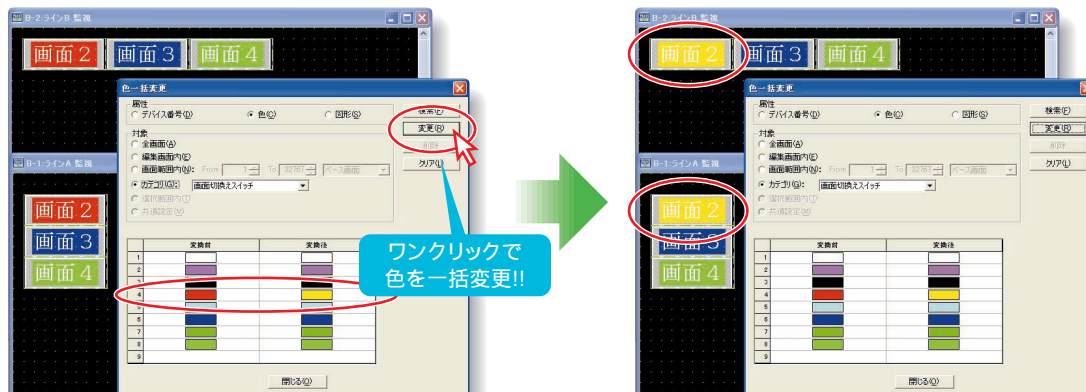 B-2:ラインB 監視
画面2 画面3 画面4
色一括変更
属性
デバイス番号(D) 色(C) 図形(S)
検索(E)
変更(R)
削除
クリア(L)
対象
全画面(A)
編集画面内(E)
画面範囲内(N): From 1 To 32767 ベース画面
カテゴリ(G): 画面切換えスイッチ
選択範囲内(T)
共通設定(M)
B-1:ラインA 監視
画面2
画面3
画面4
変換前 変換後
1
2
3
4
5
6
7
8
9
閉じる(O)
ワンクリックで
色を一括変更!!
B-2:ラインB 監視
画面2 画面3 画面4
色一括変更
属性
デバイス番号(D) 色(C) 図形(S)
検索(E)
変更(R)
削除
クリア(L)
対象
全画面(A)
編集画面内(E)
画面範囲内(N): From 1 To 32767 ベース画面
カテゴリ(G): 画面切換えスイッチ
選択範囲内(T)
共通設定(M)
B-1:ラインA 監視
画面2
画面3
画面4
変換前 変換後
1
2
3
4
5
6
7
8
9
閉じる(O)